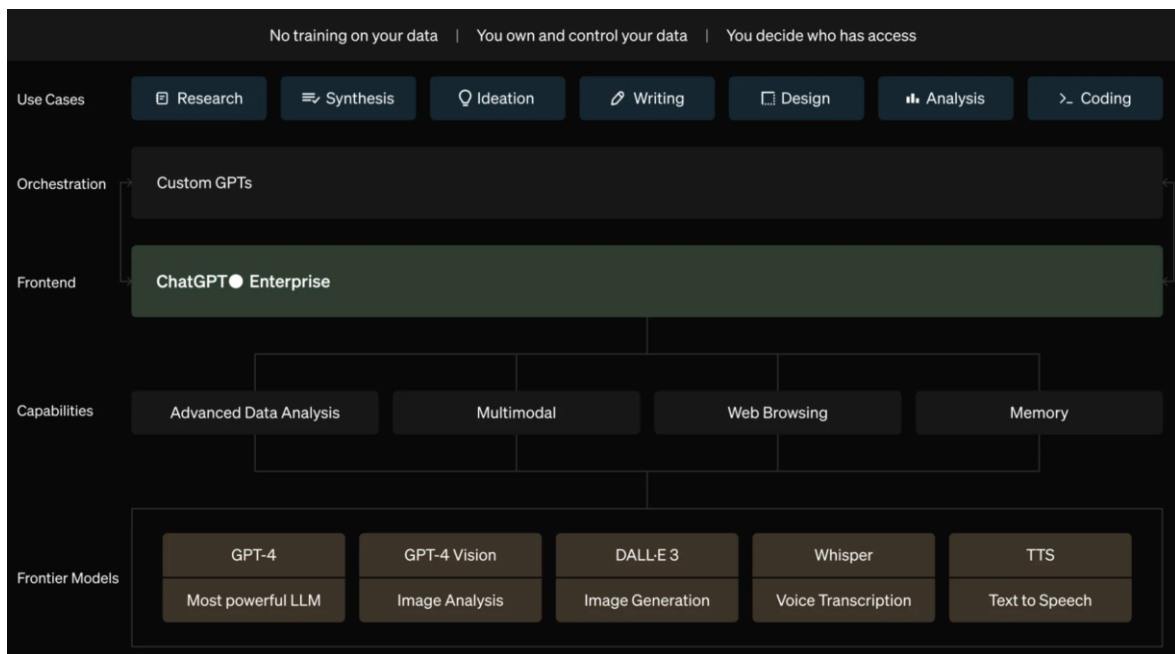 No training on your data | You own and control your data | You decide who has access
Use Cases Research Synthesis Ideation Writing Design Analysis Coding
Orchestration Custom GPTs
Frontend ChatGPT Enterprise
Capabilities Advanced Data Analysis Multimodal Web Browsing Memory
GPT-4 GPT-4 Vision DALL·E 3 Whisper TTS
Frontier Models
Most powerful LLM Image Analysis Image Generation Voice Transcription Text to Speech